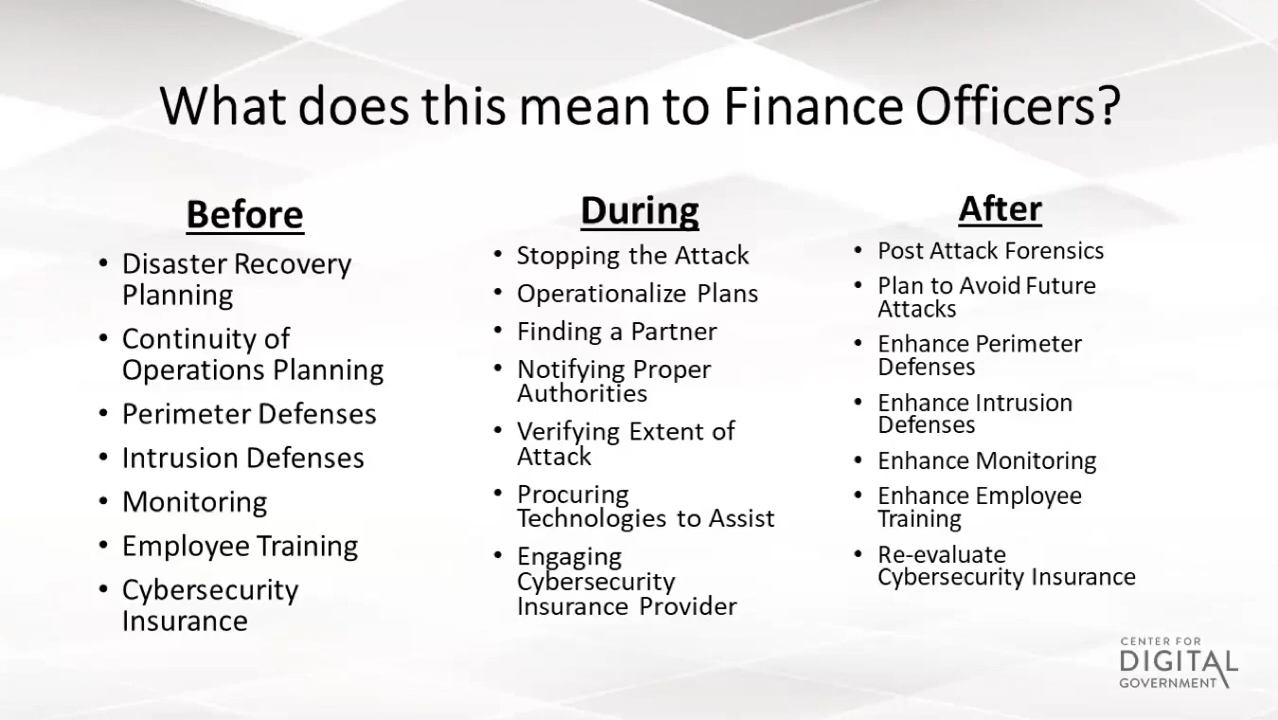 What does this mean to Finance Officers?
Before
• Disaster Recovery
Planning
• Continuity of
Operations Planning
• Perimeter Defenses
• Intrusion Defenses
• Monitoring
• Employee Training
• Cybersecurity
Insurance
During
• Stopping the Attack
• Operationalize Plans
• Finding a Partner
• Notifying Proper
Authorities
• Verifying Extent of
Attack
• Procuring
Technologies to Assist
• Engaging
Cybersecurity
Insurance Provider
After
• Post Attack Forensics
• Plan to Avoid Future
Attacks
• Enhance Perimeter
Defenses
• Enhance Intrusion
Defenses
• Enhance Monitoring
• Enhance Employee
Training
• Re-evaluate
Cybersecurity Insurance
CENTER FOR
DIGITAL
GOVERNMENT